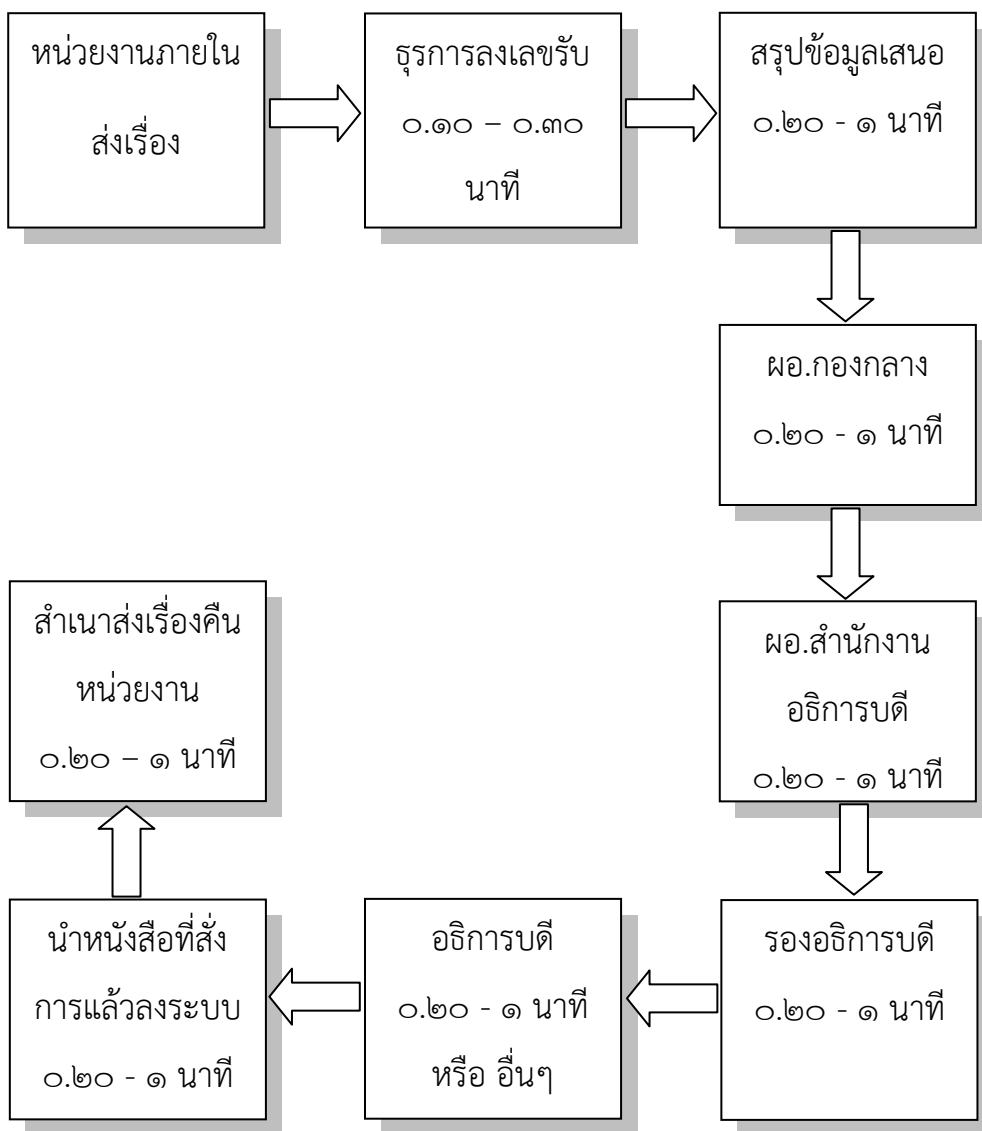 หน่วยงานภายใน
ส่งเรื่อง
ธุรการลงเลขรับ
๐.๑๐ – ๐.๓๐
นาที
สรุปข้อมูลเสนอ
๐.๒๐ - ๑ นาที
ผอ.กองกลาง
๐.๒๐ - ๑ นาที
ผอ.สำนักงาน
อธิการบดี
๐.๒๐ - ๑ นาที
รองอธิการบดี
๐.๒๐ - ๑ นาที
อธิการบดี
๐.๒๐ - ๑ นาที
หรือ อื่นๆ
นำหนังสือที่สั่ง
การแล้วลงระบบ
๐.๒๐ - ๑ นาที
สำเนาส่งเรื่องคืน
หน่วยงาน
๐.๒๐ – ๑ นาที